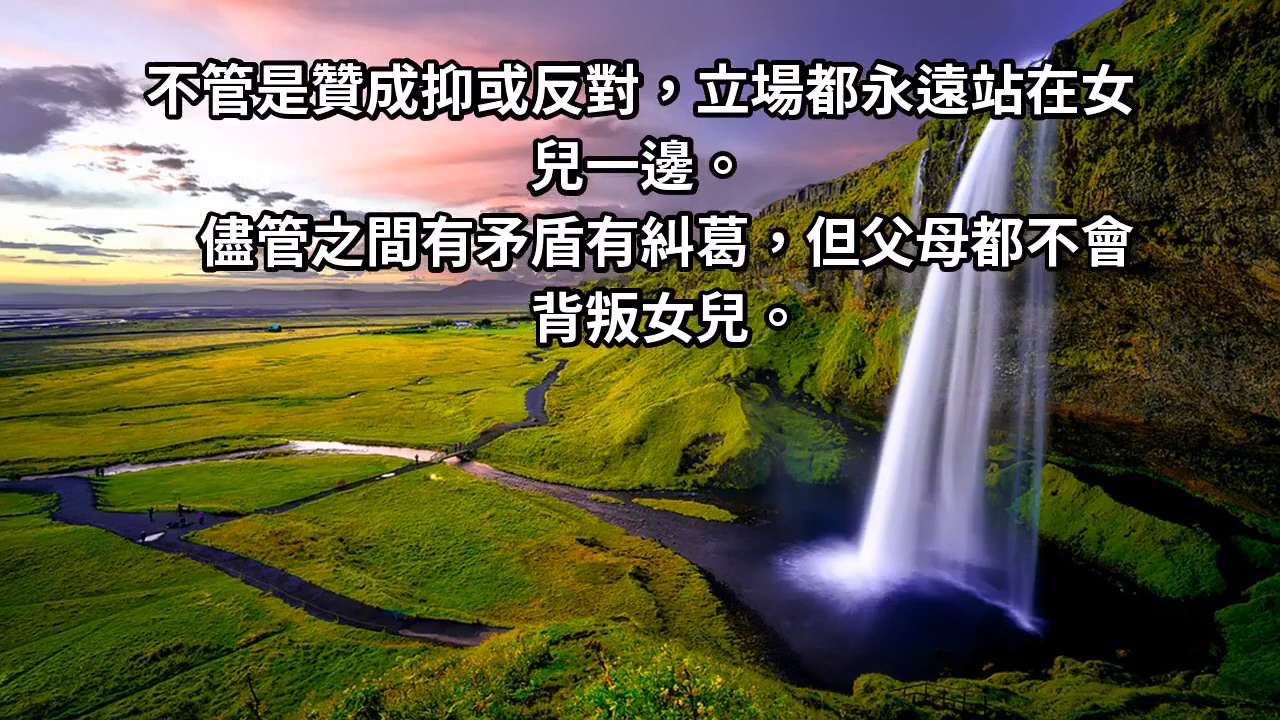 不管是贊成抑或反對，立場都永遠站在女
兒一邊。
儘管之間有矛盾有糾葛，但父母都不會
背叛女兒。